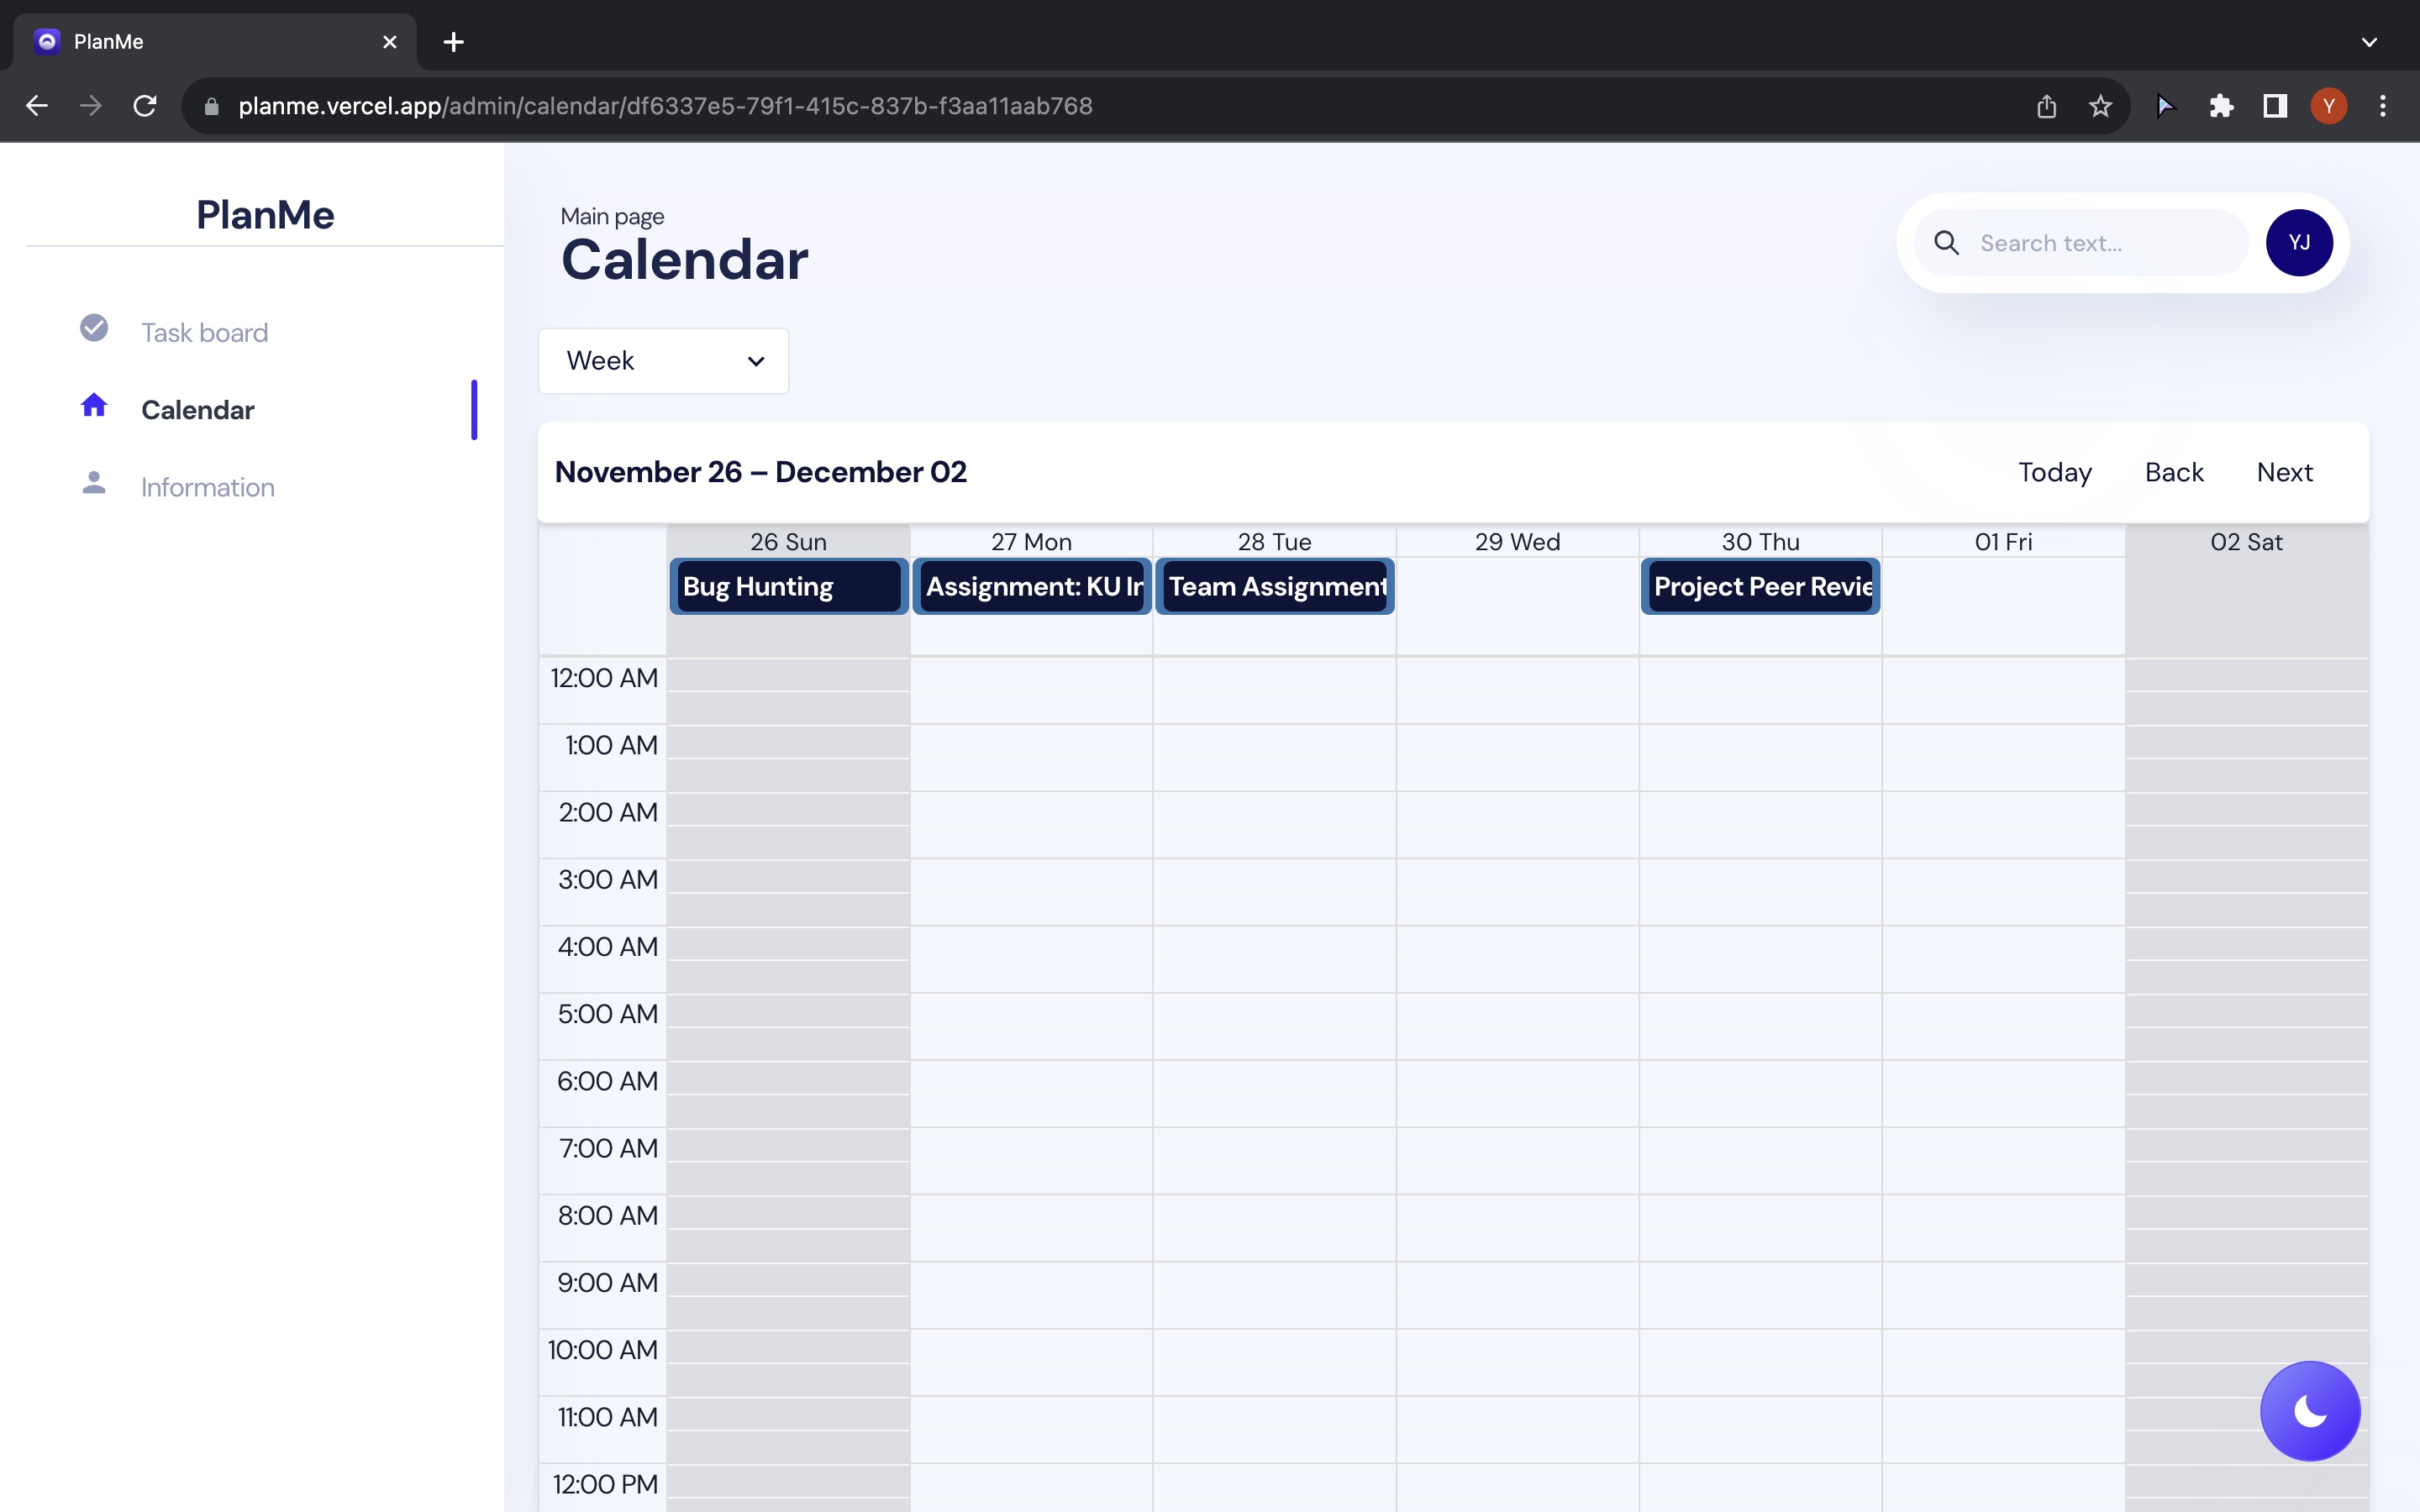 PlanMe
planme.vercel.app/admin/calendar/df6337e5-79f1-415c-837b-f3aa11aab768
Y
PlanMe
Task board
Calendar
Information
Main page
Calendar
Search text...
YJ
Week
November 26 – December 02
Today Back Next
26 Sun 27 Mon 28 Tue 29 Wed 30 Thu 01 Fri 02 Sat
Bug Hunting Assignment: KU Team Assignment Project Peer
12:00 AM
1:00 AM
2:00 AM
3:00 AM
4:00 AM
5:00 AM
6:00 AM
7:00 AM
8:00 AM
9:00 AM
10:00 AM
11:00 AM
12:00 PM